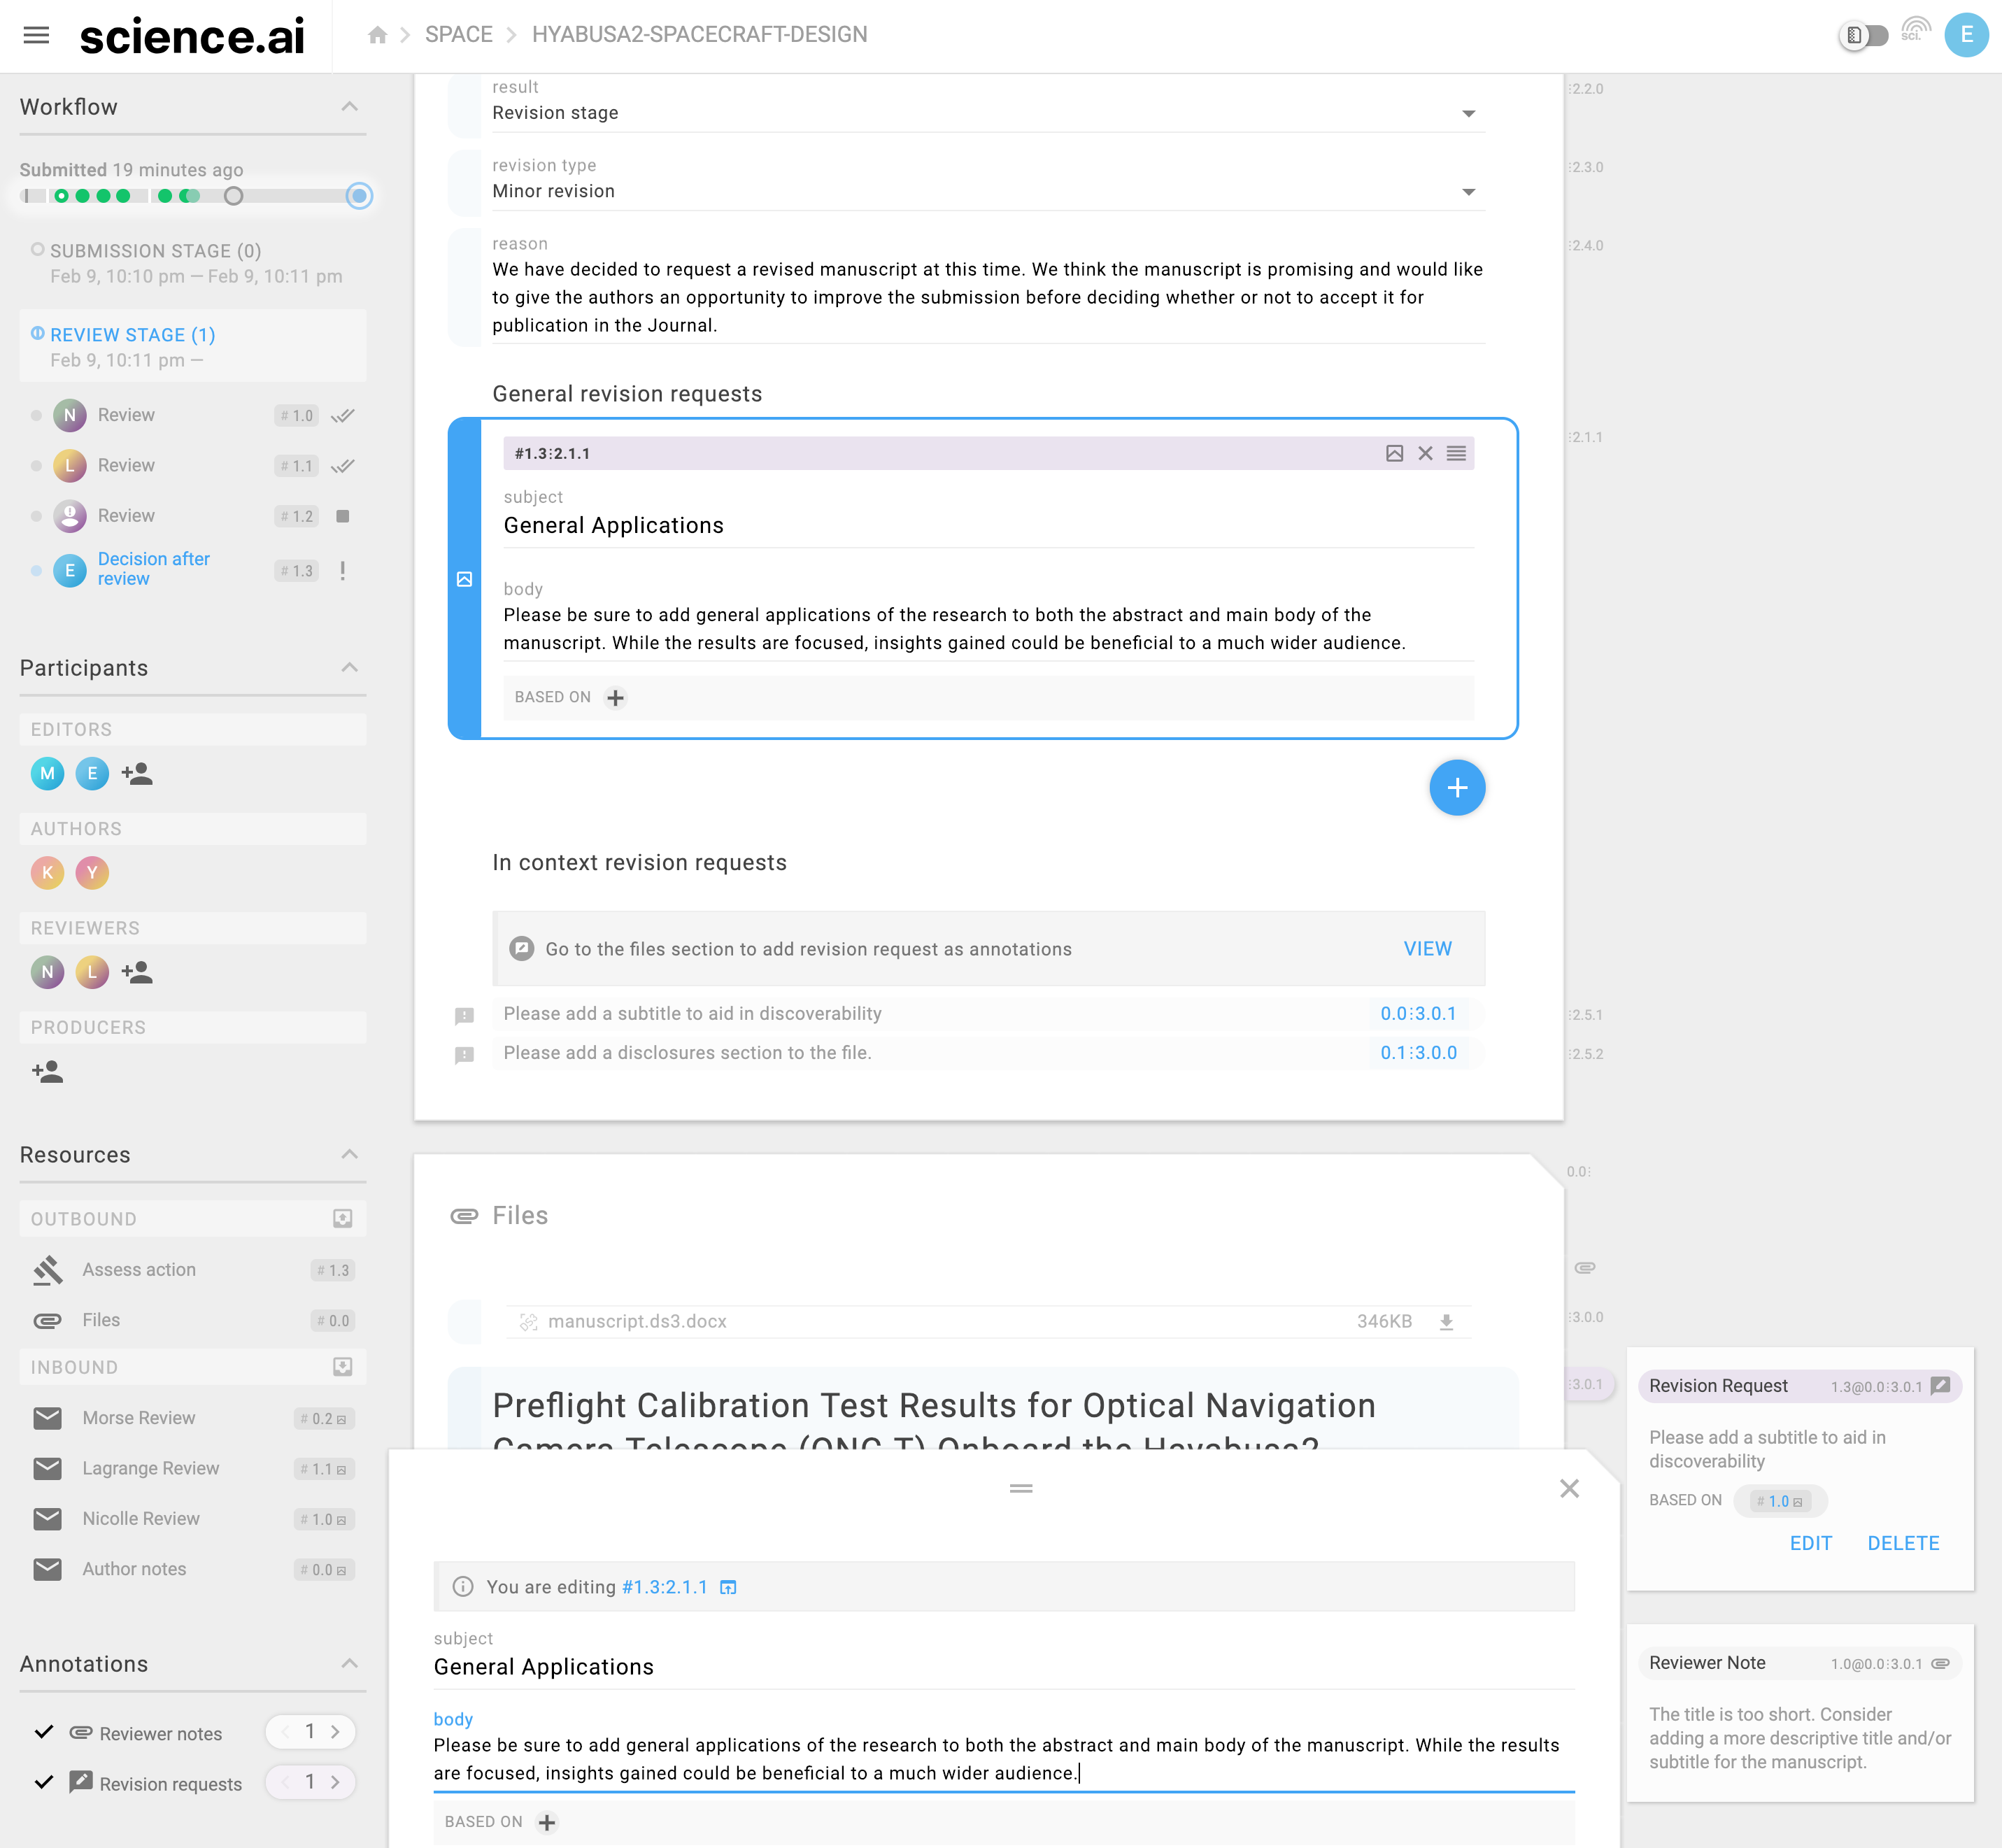 science.ai
SPACE
HYABUSA2-SPACECRAFT-DESIGN
sci.
E
Workflow
Submitted 19 minutes ago
SUBMISSION STAGE (0)
Feb 9, 10:10 pm — Feb 9, 10:11 pm
REVIEW STAGE (1)
Feb 9, 10:11 pm —
N Review # 1.0
L Review # 1.1
Review # 1.2
E Decision after review # 1.3 !
Participants
EDITORS
M E
AUTHORS
K Y
REVIEWERS
N L
PRODUCERS
Resources
OUTBOUND
Assess action # 1.3
Files # 0.0
INBOUND
Morse Review # 0.2
Lagrange Review # 1.1
Nicolle Review # 1.0
Author notes # 0.0
Annotations
Reviewer notes 1
Revision requests 1
result
Revision stage
:2.2.0
revision type
Minor revision
:2.3.0
reason
We have decided to request a revised manuscript at this time. We think the manuscript is promising and would like
to give the authors an opportunity to improve the submission before deciding whether or not to accept it for
publication in the Journal.
:2.4.0
General revision requests
#1.3:2.1.1
:2.1.1
subject
General Applications
body
Please be sure to add general applications of the research to both the abstract and main body of the
manuscript. While the results are focused, insights gained could be beneficial to a much wider audience.
BASED ON
In context revision requests
Go to the files section to add revision request as annotations VIEW
Please add a subtitle to aid in discoverability 0.0:3.0.1
:2.5.1
Please add a disclosures section to the file. 0.1:3.0.0
:2.5.2
0.0:
Files
manuscript.ds3.docx 346KB
:3.0.0
Preflight Calibration Test Results for Optical Navigation
Camera Telescope (ONC-T) Onboard the Hayabusa2
:3.0.1
You are editing #1.3:2.1.1
subject
General Applications
body
Please be sure to add general applications of the research to both the abstract and main body of the manuscript. While the results
are focused, insights gained could be beneficial to a much wider audience.
BASED ON
Revision Request 1.3@0.0:3.0.1
Please add a subtitle to aid in
discoverability
BASED ON # 1.0
EDIT DELETE
Reviewer Note 1.0@0.0:3.0.1
The title is too short. Consider
adding a more descriptive title and/or
subtitle for the manuscript.